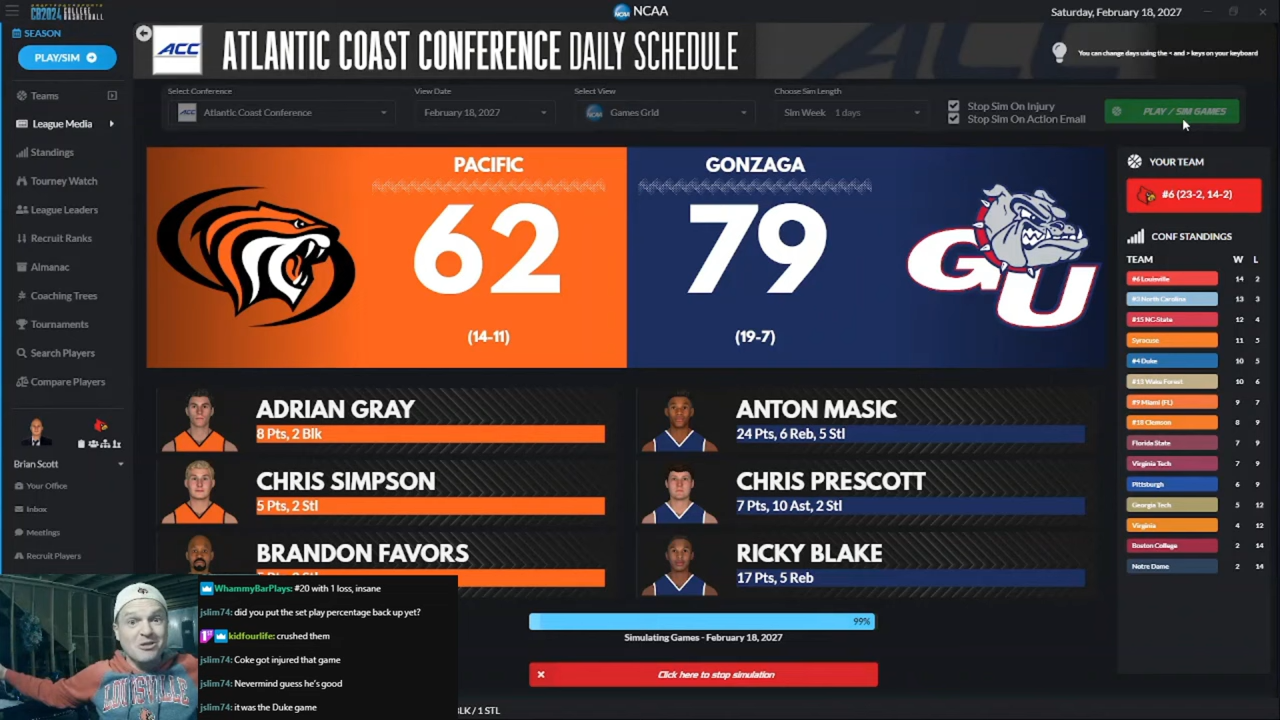 CB2024 COLLEGE BASKETBALL
NCAA
Saturday, February 18, 2027
SEASON
PLAY/SIM
Teams
League Media
Standings
Tourney Watch
League Leaders
Recruit Ranks
Almanac
Coaching Trees
Tournaments
Search Players
Compare Players
1x
Brian Scott
Your Office
Inbox
Meetings
Recruit Players
ACC
ATLANTIC COAST CONFERENCE DAILY SCHEDULE
You can change days using the < and > keys on your keyboard
Select Conference
Atlantic Coast Conference
View Date
February 18, 2027
Select View
Games Grid
Choose Sim Length
Sim Week 1 days
Stop Sim On Injury
Stop Sim On Action Email
PLAY / SIM GAMES
PACIFIC
62
(14-11)
GONZAGA
79
(19-7)
GU
ADRIAN GRAY
8 Pts, 2 Blk
CHRIS SIMPSON
5 Pts, 2 Stl
BRANDON FAVORS
ANTON MASIC
24 Pts, 6 Reb, 5 Stl
CHRIS PRESCOTT
7 Pts, 10 Ast, 2 Stl
RICKY BLAKE
17 Pts, 5 Reb
YOUR TEAM
#6 (23-2, 14-2)
CONF STANDINGS
TEAM W L
#6 Louisville 14 2
#3 North Carolina 13 3
#15 NC-State 12 4
Syracuse 11 5
#4 Duke 10 5
#13 Wake Forest 10 6
#9 Miami (FL) 9 7
#18 Clemson 8 9
Florida State 7 9
Virginia Tech 7 9
Pittsburgh 6 9
Georgia Tech 5 12
Virginia 4 12
Boston College 2 14
Notre Dame 2 14
99%
Simulating Games - February 18, 2027
Click here to stop simulation
BLK / 1 STL
WhammyBarPlays: #20 with 1 loss, insane
jslim74: did you put the set play percentage back up yet?
kidfourlife: crushed them
jslim74: Coke got injured that game
jslim74: Nevermind guess he's good
jslim74: it was the Duke game
LOUISVILLE